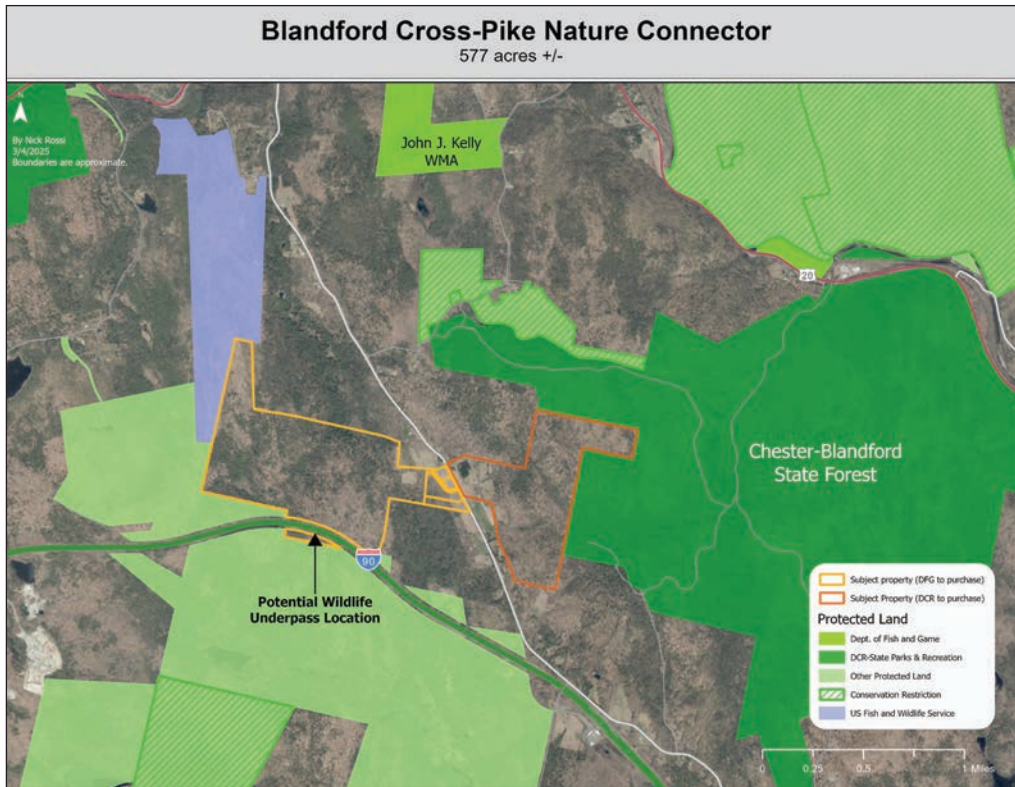 Blandford Cross-Pike Nature Connector
577 acres +/-
N
By Nick Rossi
3/4/2025
Boundaries are approximate.
John J. Kelly
WMA
20
Chester-Blandford
State Forest
90
Potential Wildlife
Underpass Location
Subject property (DFG to purchase)
Subject Property (DCR to purchase)
Protected Land
Dept. of Fish and Game
DCR-State Parks & Recreation
Other Protected Land
Conservation Restriction
US Fish and Wildlife Service
0 0.25 0.5 1 Miles